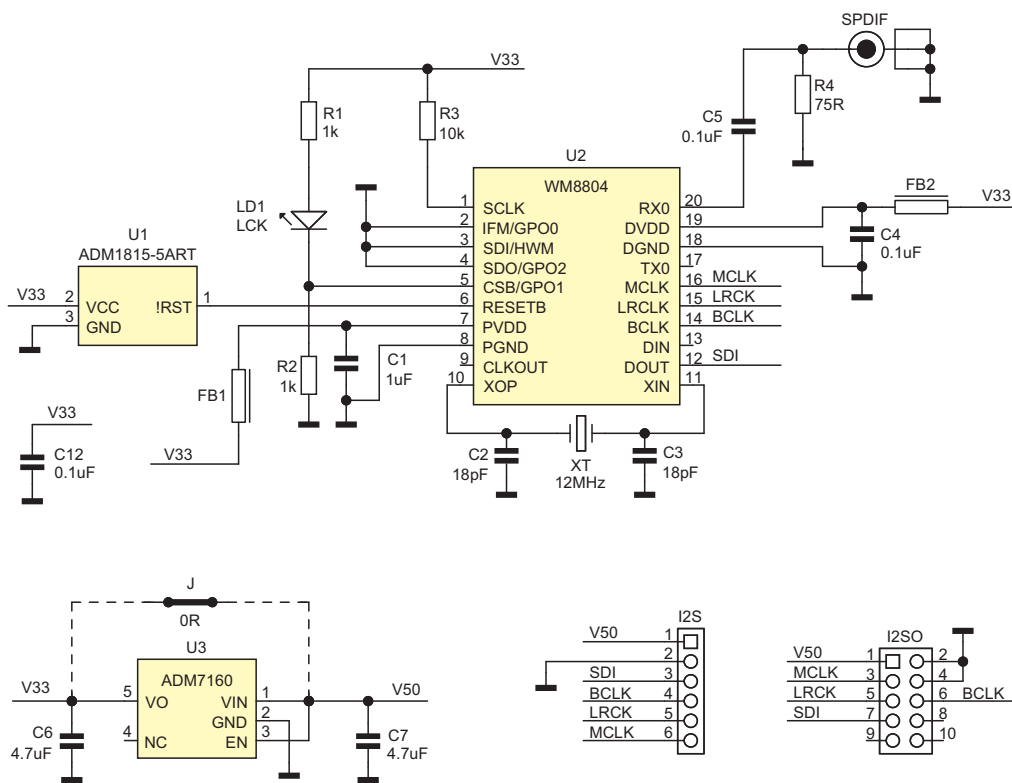 SPDIF
V33
R1
1k
R3
10k
R4
75R
C5
0.1uF
U2
WM8804
1 SCLK RX0 20
2 IFM/GPO0 DVDD 19
3 SDI/HWM DGND 18
4 SDO/GPO2 TX0 17
5 CSB/GPO1 MCLK 16 MCLK
6 RESETB LRCLK 15 LRCK
7 PVDD BCLK 14 BCLK
8 PGND DIN 13
9 CLKOUT DOUT 12 SDI
10 XOP XIN 11
FB2
V33
C4
0.1uF
LD1
LCK
U1
ADM1815-5ART
V33 2 VCC !RST 1
3 GND
R2
1k
C1
1uF
FB1
V33
V33
C12
0.1uF
C2
18pF
XT
12MHz
C3
18pF
J
0R
U3
ADM7160
V33 5 VO VIN 1 V50
GND 2
4 NC EN 3
C6
4.7uF
C7
4.7uF
I2S
V50 1
2
SDI 3
BCLK 4
LRCK 5
MCLK 6
I2SO
V50 1 2
MCLK 3 4
LRCK 5 6 BCLK
SDI 7 8
9 10